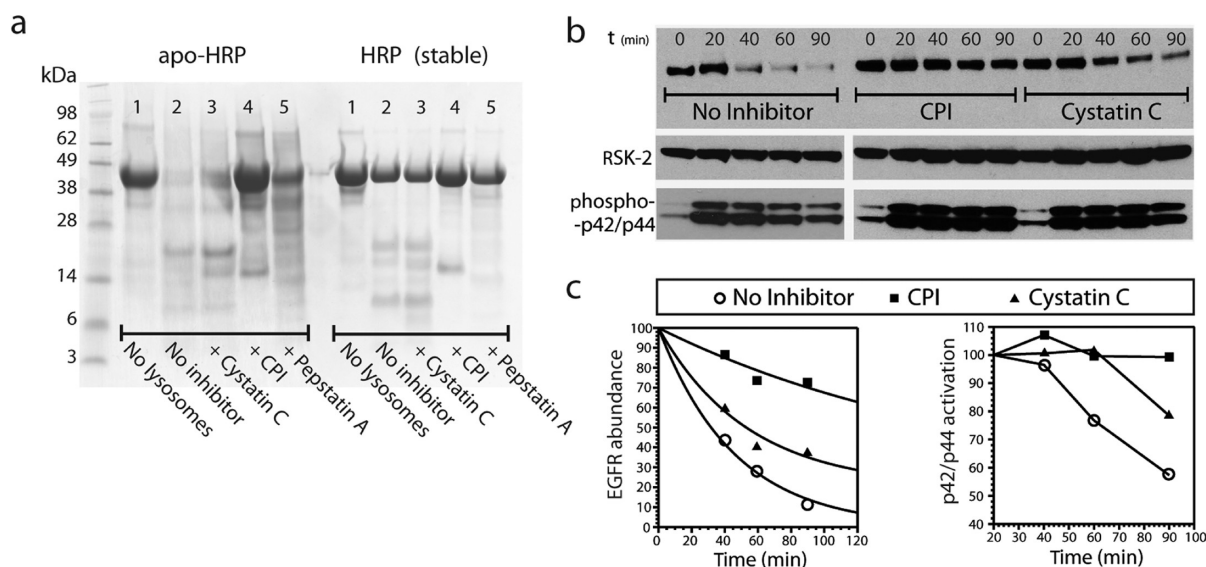 a
apo-HRP HRP (stable)
kDa
1 2 3 4 5 1 2 3 4 5
98
62
49
38
28
14
6
3
No lysosomes
No inhibitor
+ Cystatin C
+ CPI
+ Pepstatin A
No lysosomes
No inhibitor
+ Cystatin C
+ CPI
+ Pepstatin A
b
t (min) 0 20 40 60 90 0 20 40 60 90 0 20 40 60 90
No Inhibitor CPI Cystatin C
RSK-2
phospho-
-p42/p44
c
No Inhibitor CPI Cystatin C
EGFR abundance
100
90
80
70
60
50
40
30
20
10
0
0 20 40 60 80 100 120
Time (min)
p42/p44 activation
110
100
90
80
70
60
50
40
20 30 40 50 60 70 80 90 100
Time (min)